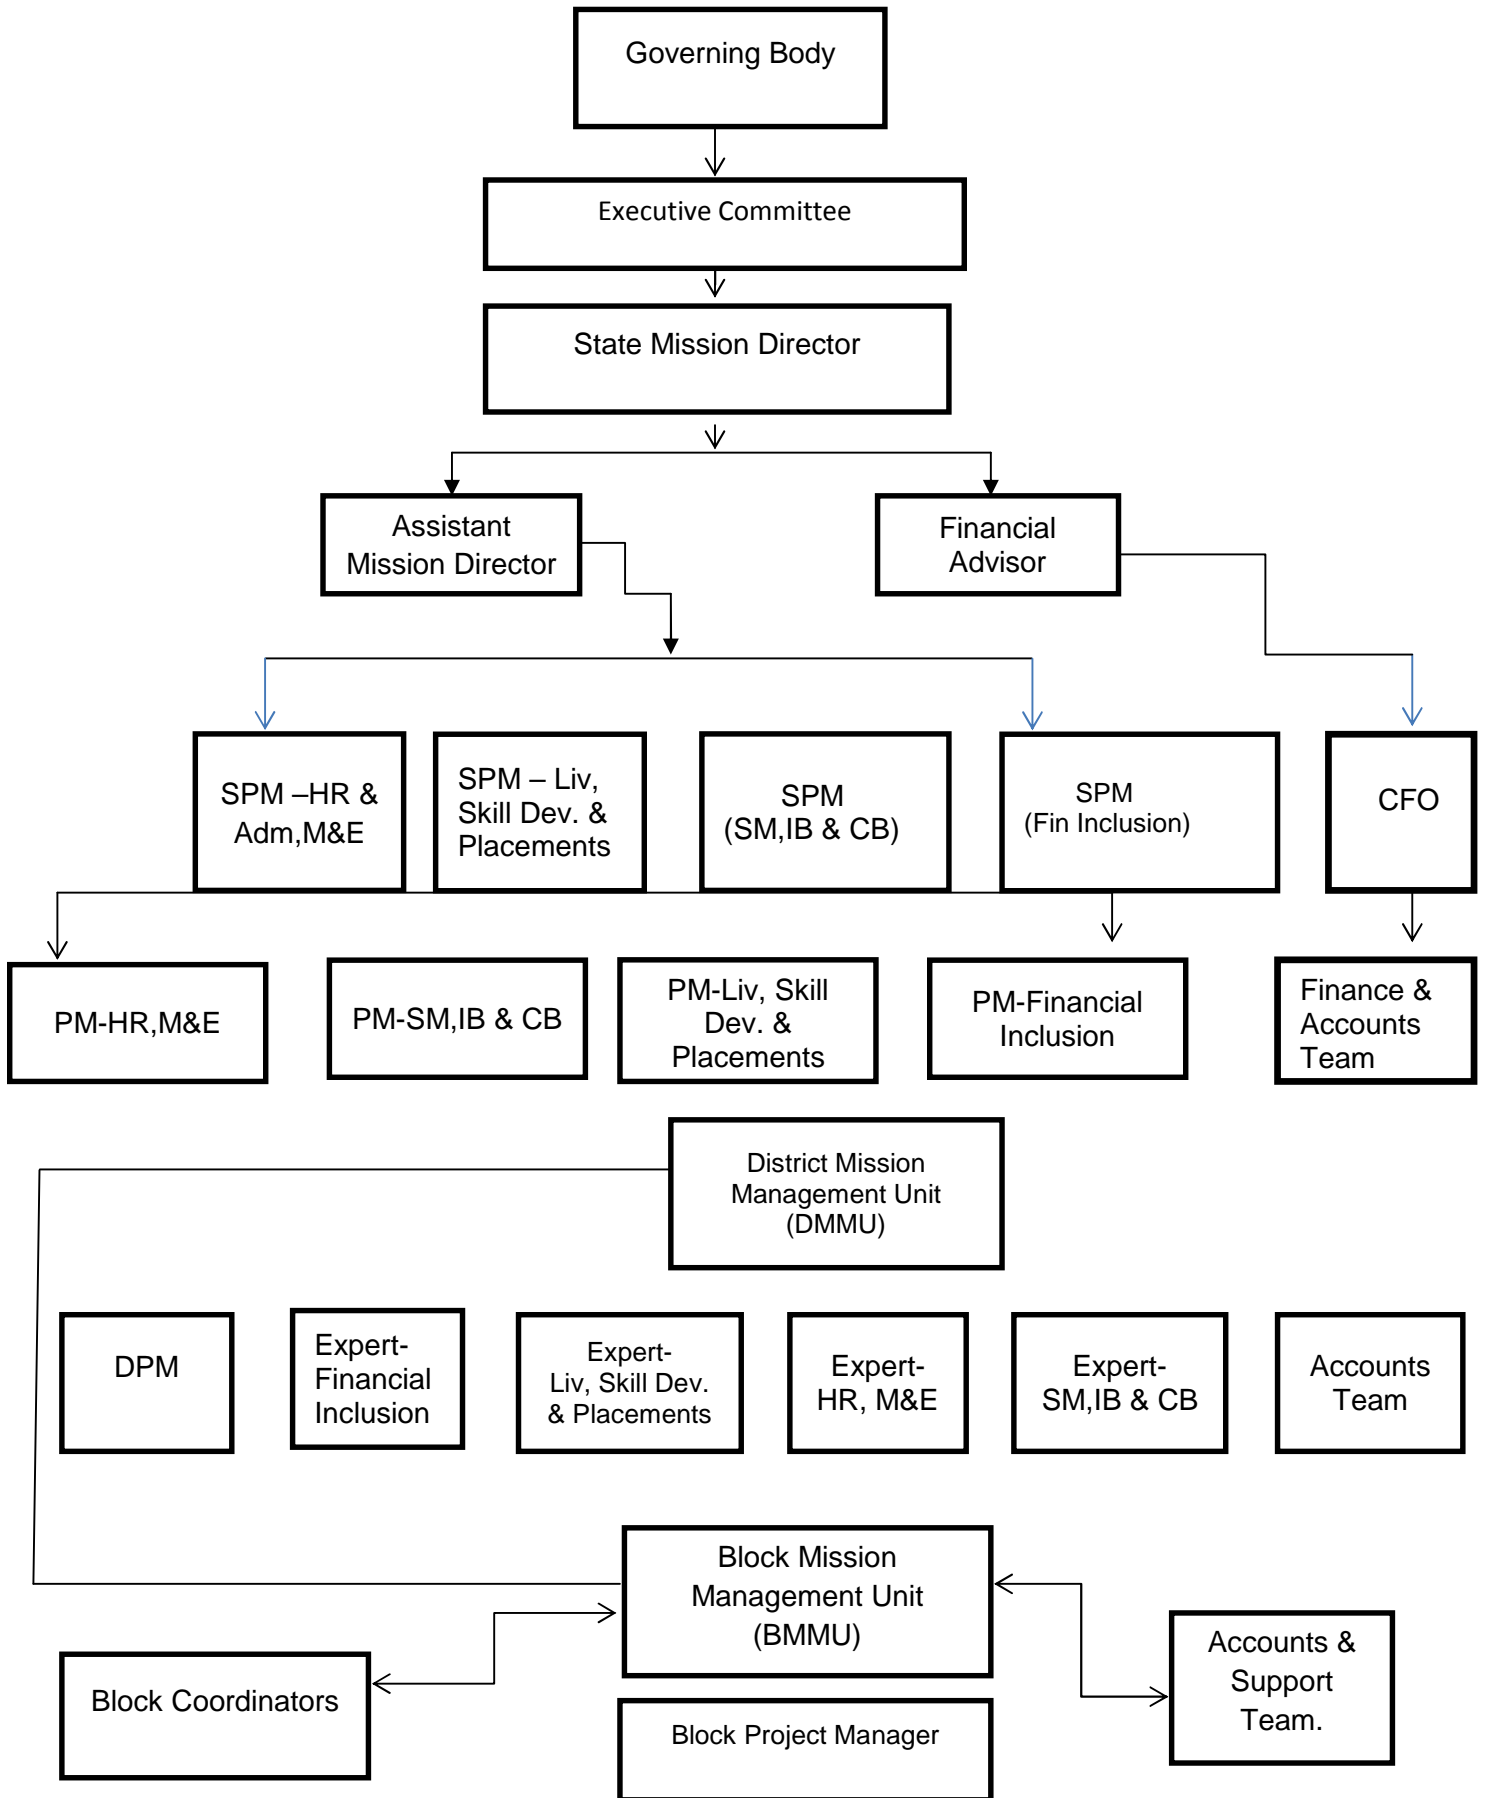 Governing Body
Executive Committee
State Mission Director
Assistant
Mission Director
Financial
Advisor
SPM –HR &
Adm,M&E
SPM – Liv,
Skill Dev. &
Placements
SPM
(SM,IB & CB)
SPM
(Fin Inclusion)
CFO
PM-HR,M&E
PM-SM,IB & CB
PM-Liv, Skill
Dev. &
Placements
PM-Financial
Inclusion
Finance &
Accounts
Team
District Mission
Management Unit
(DMMU)
DPM
Expert-
Financial
Inclusion
Expert-
Liv, Skill Dev.
& Placements
Expert-
HR, M&E
Expert-
SM,IB & CB
Accounts
Team
Block Mission
Management Unit
(BMMU)
Block Coordinators
Accounts &
Support
Team.
Block Project Manager